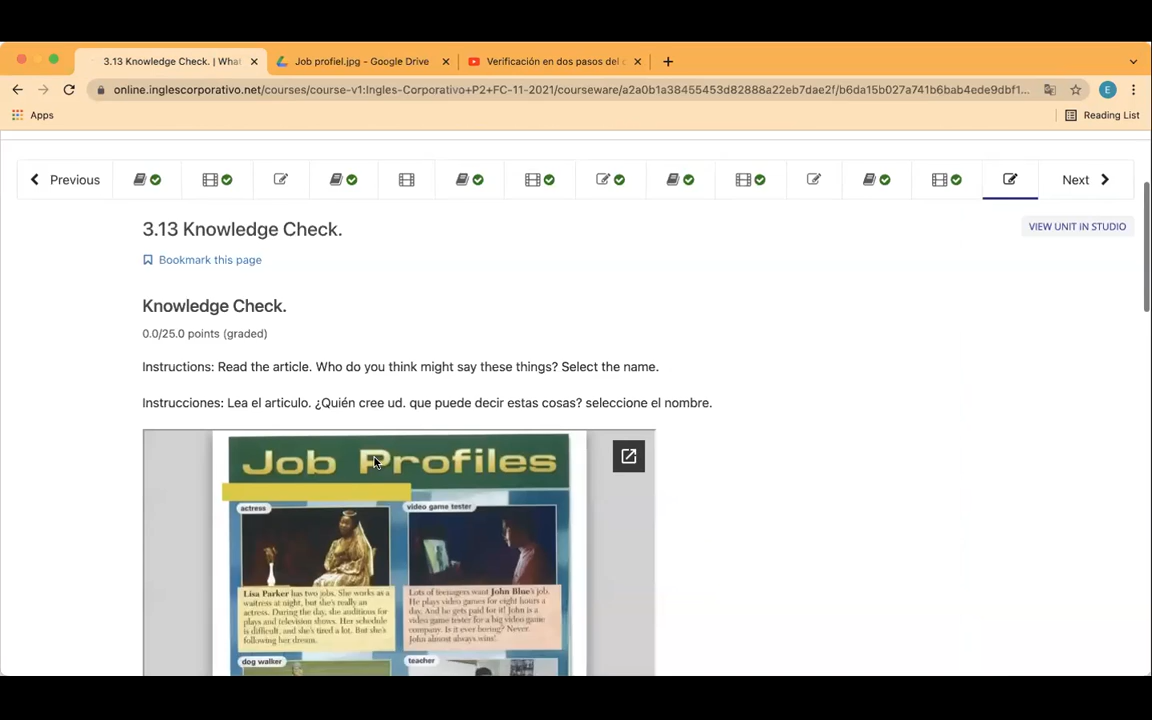 3.13 Knowledge Check. | What
Job profiel.jpg - Google Drive
Verificación en dos pasos del c
online.inglescorporativo.net/courses/course-v1:Ingles-Corporativo+P2+FC-11-2021/courseware/a2a0b1a38455453d82888a22eb7dae2f/b6da15b027a741b6bab4ede9dbf1...
E
Apps
Reading List
Previous
Next
3.13 Knowledge Check.
VIEW UNIT IN STUDIO
Bookmark this page
Knowledge Check.
0.0/25.0 points (graded)
Instructions: Read the article. Who do you think might say these things? Select the name.
Instrucciones: Lea el articulo. ¿Quién cree ud. que puede decir estas cosas? seleccione el nombre.
Job Profiles
actress
video game tester
Lisa Parker has two jobs. She works as a
waitress at night, but she's really an
actress. During the day, she auditions for
plays and television shows. Her schedule
is difficult, and she's tired a lot. But she's
following her dream.
Lots of teenagers want John Blue's job.
He plays video games for eight hours a
day. And he gets paid for it! John is a
video game tester for a big video game
company. Is it ever boring? Never.
John almost always wins!
dog walker
teacher